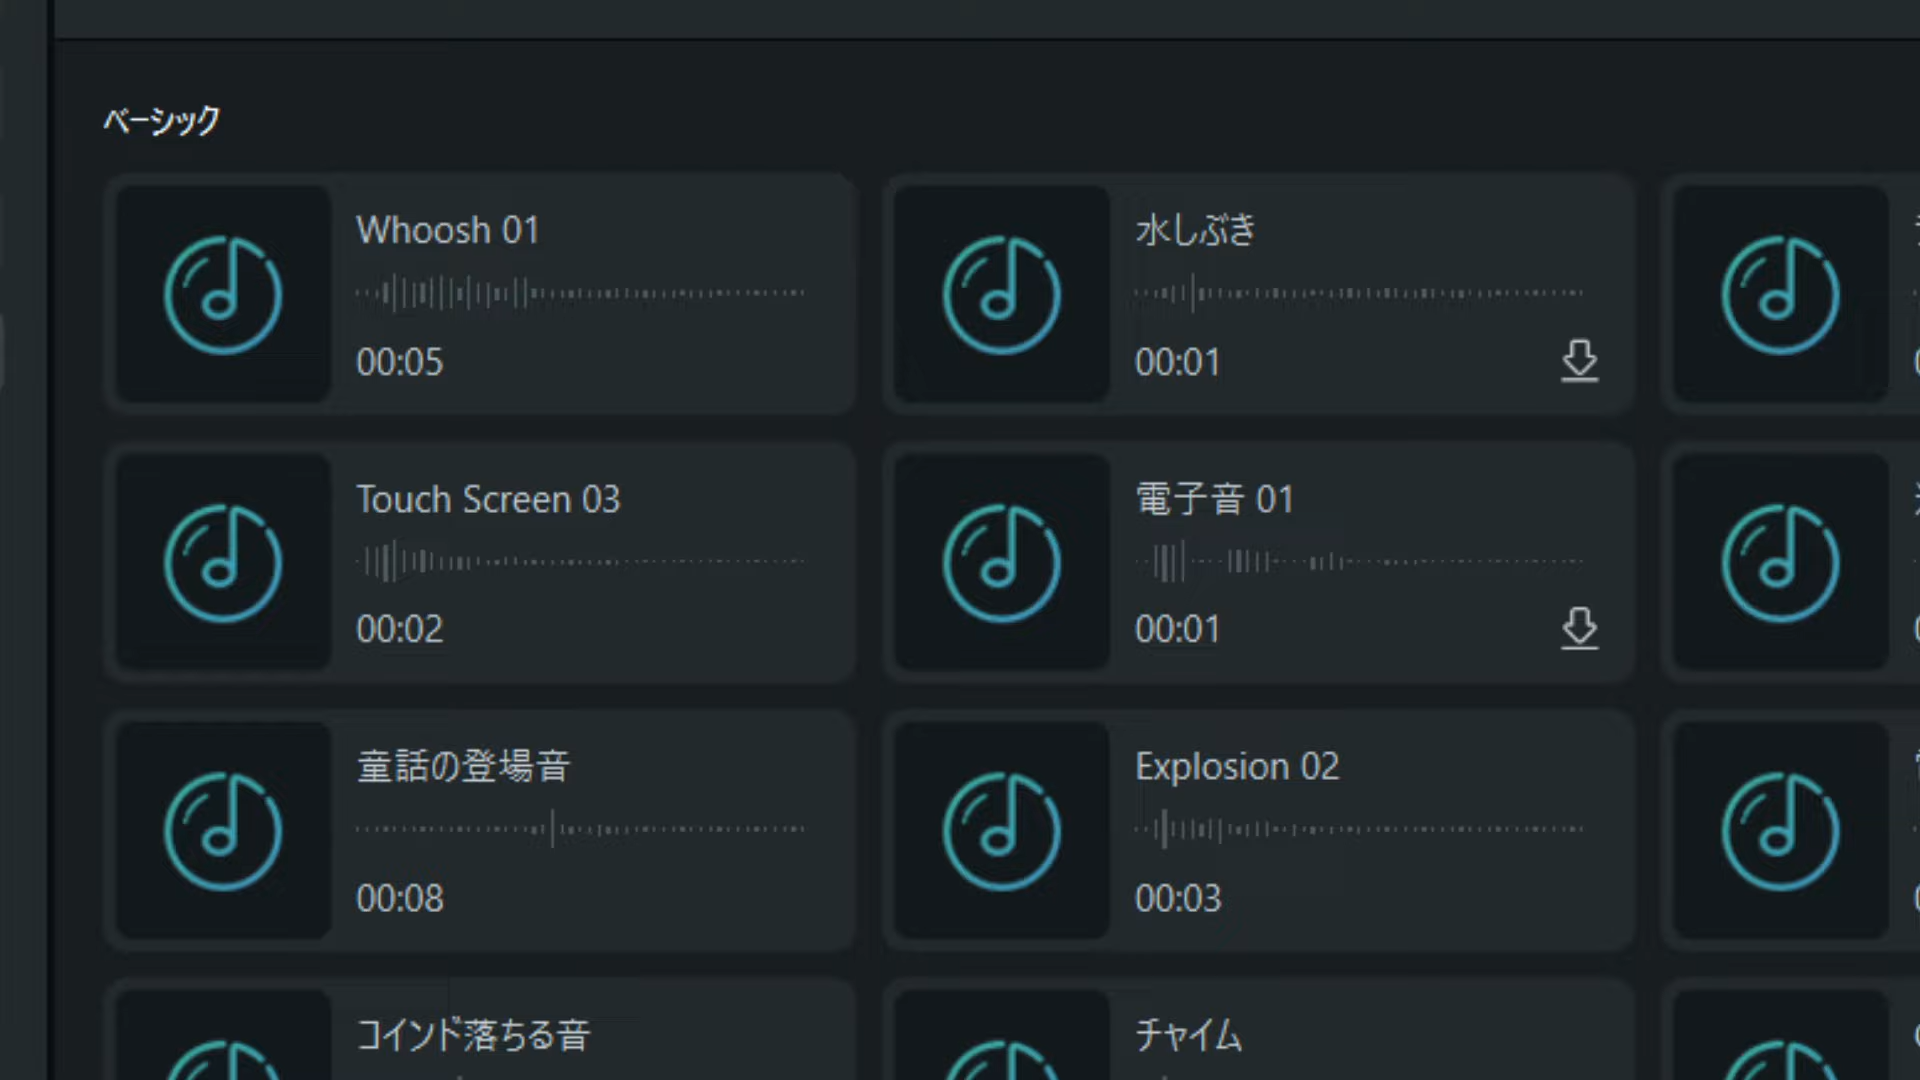 ベーシック
Whoosh 01
00:05
水しぶき
00:01
Touch Screen 03
00:02
電子音 01
00:01
童話の登場音
00:08
Explosion 02
00:03
コインド落ちる音
チャイム